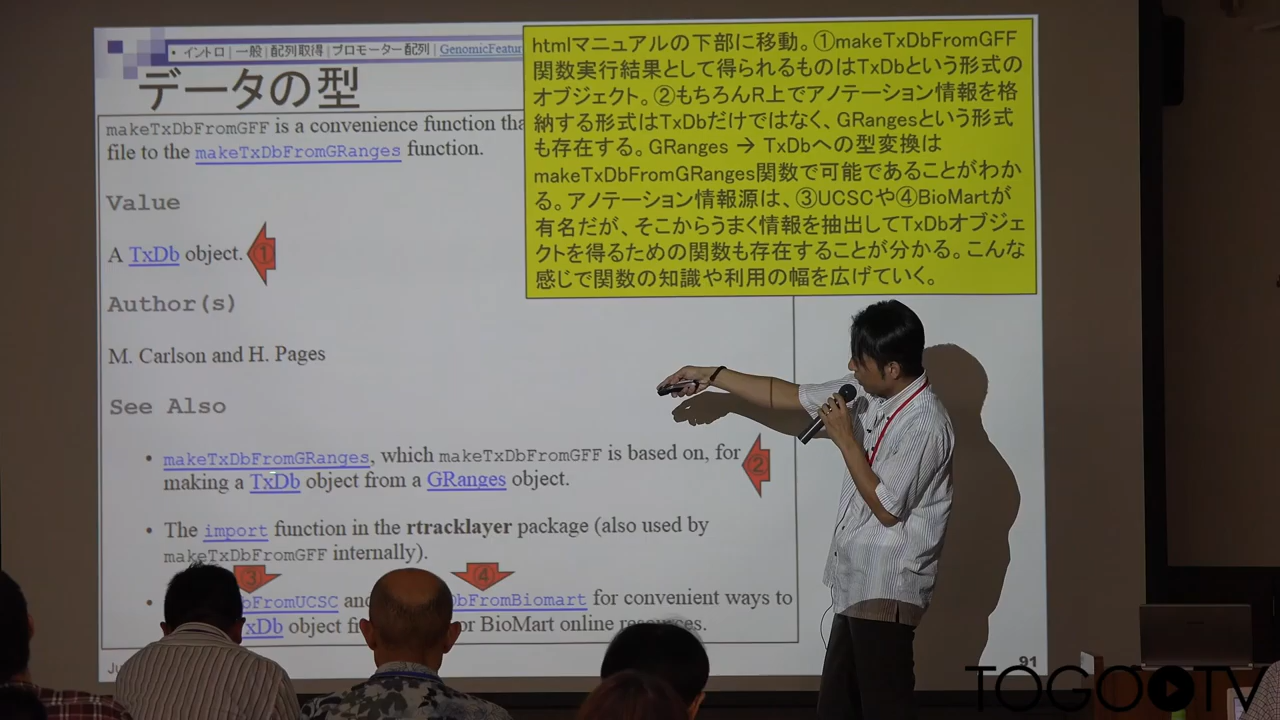 • イントロ | 一般 | 配列取得 | プロモーター配列 | GenomicFeatur
データの型
makeTxDbFromGFF is a convenience function tha
file to the makeTxDbFromGRanges function.
Value
A TxDb object. ①
Author(s)
M. Carlson and H. Pages
See Also
• makeTxDbFromGRanges, which makeTxDbFromGFF is based on, for
making a TxDb object from a GRanges object. ②
• The import function in the rtracklayer package (also used by
makeTxDbFromGFF internally).
③ ④
• bFromUCSC and bFromBiomart for convenient ways to
xDb object or BioMart online resources.
htmlマニュアルの下部に移動。①makeTxDbFromGFF
関数実行結果として得られるものはTxDbという形式の
オブジェクト。②もちろんR上でアノテーション情報を格
納する形式はTxDbだけではなく、GRangesという形式
も存在する。GRanges → TxDbへの型変換は
makeTxDbFromGRanges関数で可能であることがわか
る。アノテーション情報源は、③UCSCや④BioMartが
有名だが、そこからうまく情報を抽出してTxDbオブジェ
クトを得るための関数も存在することが分かる。こんな
感じで関数の知識や利用の幅を広げていく。
91
TOGOTV